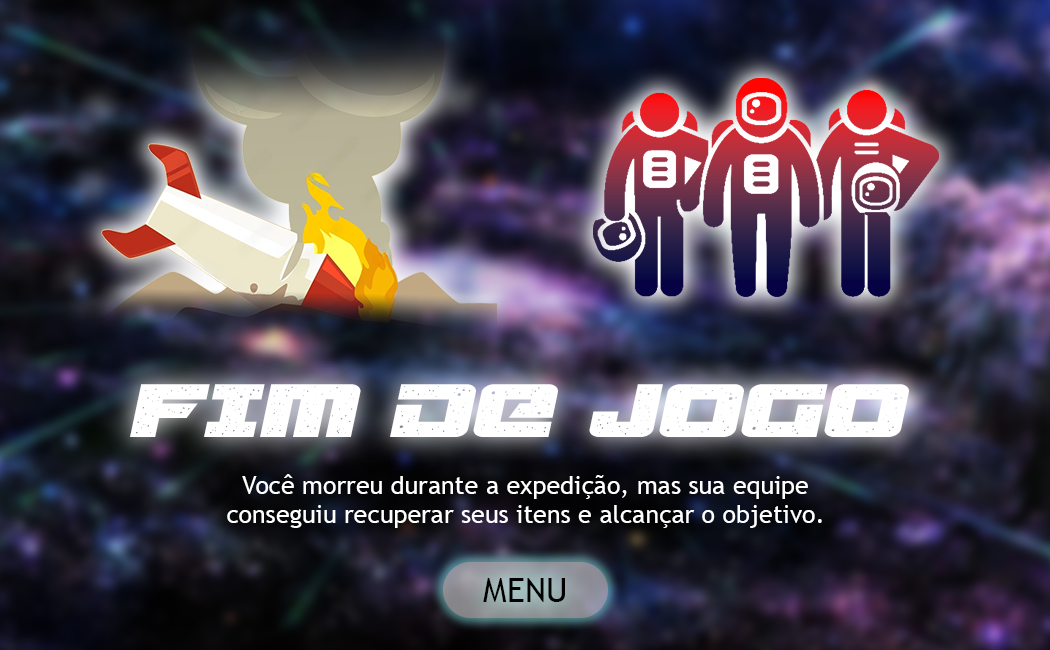 FIM DE JOGO
Você morreu durante a expedição, mas sua equipe
conseguiu recuperar seus itens e alcançar o objetivo.
MENU